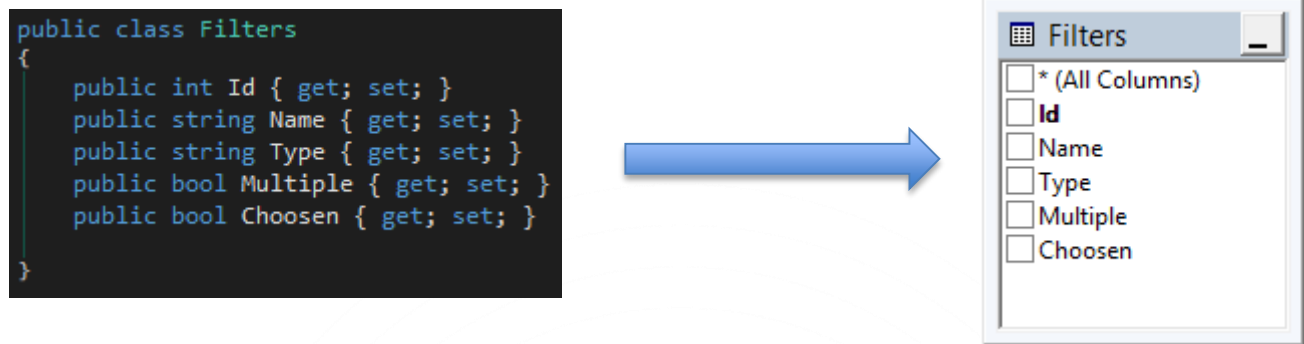 public class Filters
{
public int Id { get; set; }
public string Name { get; set; }
public string Type { get; set; }
public bool Multiple { get; set; }
public bool Choosen { get; set; }
}
Filters
* (All Columns)
Id
Name
Type
Multiple
Choosen